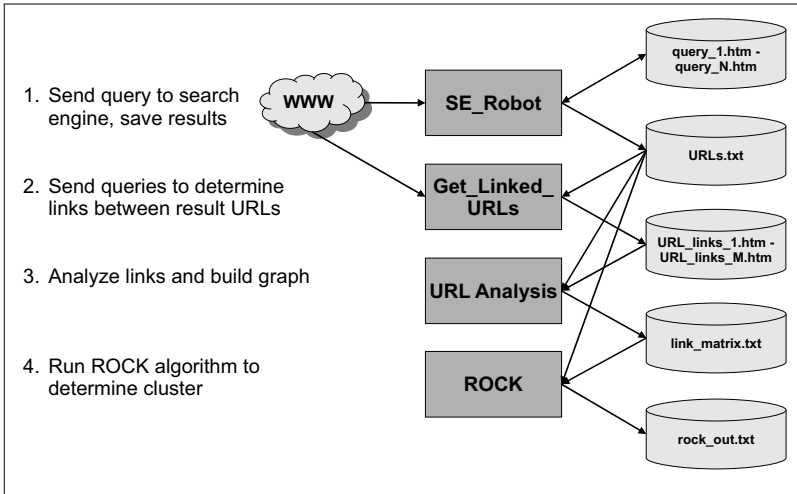 1. Send query to search
engine, save results
2. Send queries to determine
links between result URLs
3. Analyze links and build graph
4. Run ROCK algorithm to
determine cluster
WWW
SE_Robot
Get_Linked_
URLs
URL Analysis
ROCK
query_1.htm -
query_N.htm
URLs.txt
URL_links_1.htm -
URL_links_M.htm
link_matrix.txt
rock_out.txt